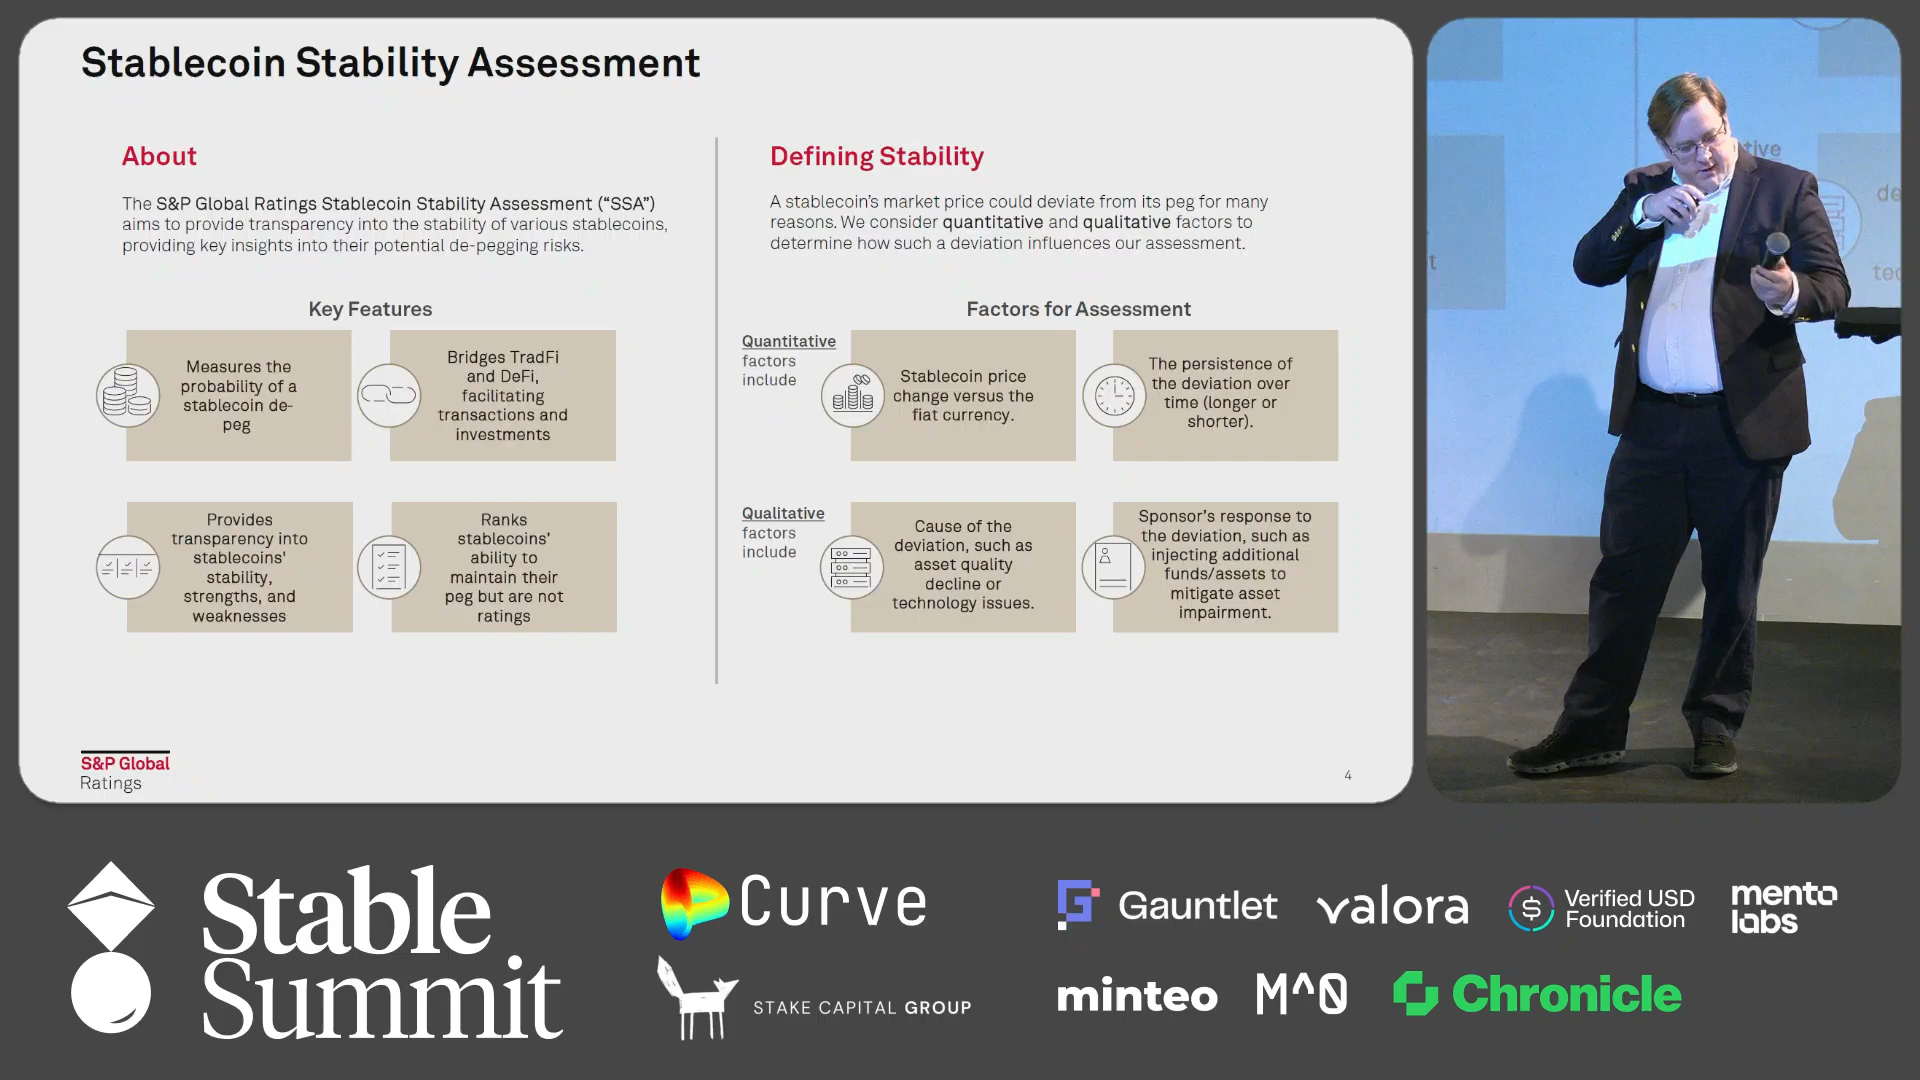 Stablecoin Stability Assessment
About
The S&P Global Ratings Stablecoin Stability Assessment (“SSA”)
aims to provide transparency into the stability of various stablecoins,
providing key insights into their potential de-pegging risks.
Key Features
Measures the
probability of a
stablecoin de-
peg
Bridges TradFi
and DeFi,
facilitating
transactions and
investments
Provides
transparency into
stablecoins'
stability,
strengths, and
weaknesses
Ranks
stablecoins’
ability to
maintain their
peg but are not
ratings
Defining Stability
A stablecoin’s market price could deviate from its peg for many
reasons. We consider quantitative and qualitative factors to
determine how such a deviation influences our assessment.
Factors for Assessment
Quantitative
factors
include
Stablecoin price
change versus the
fiat currency.
The persistence of
the deviation over
time (longer or
shorter).
Qualitative
factors
include
Cause of the
deviation, such as
asset quality
decline or
technology issues.
Sponsor’s response to
the deviation, such as
injecting additional
funds/assets to
mitigate asset
impairment.
S&P Global
Ratings
4
tive
de
t
tec
Stable
Summit
Curve
STAKE CAPITAL GROUP
Gauntlet
valora
Verified USD
Foundation
mento
labs
minteo
M^0
Chronicle